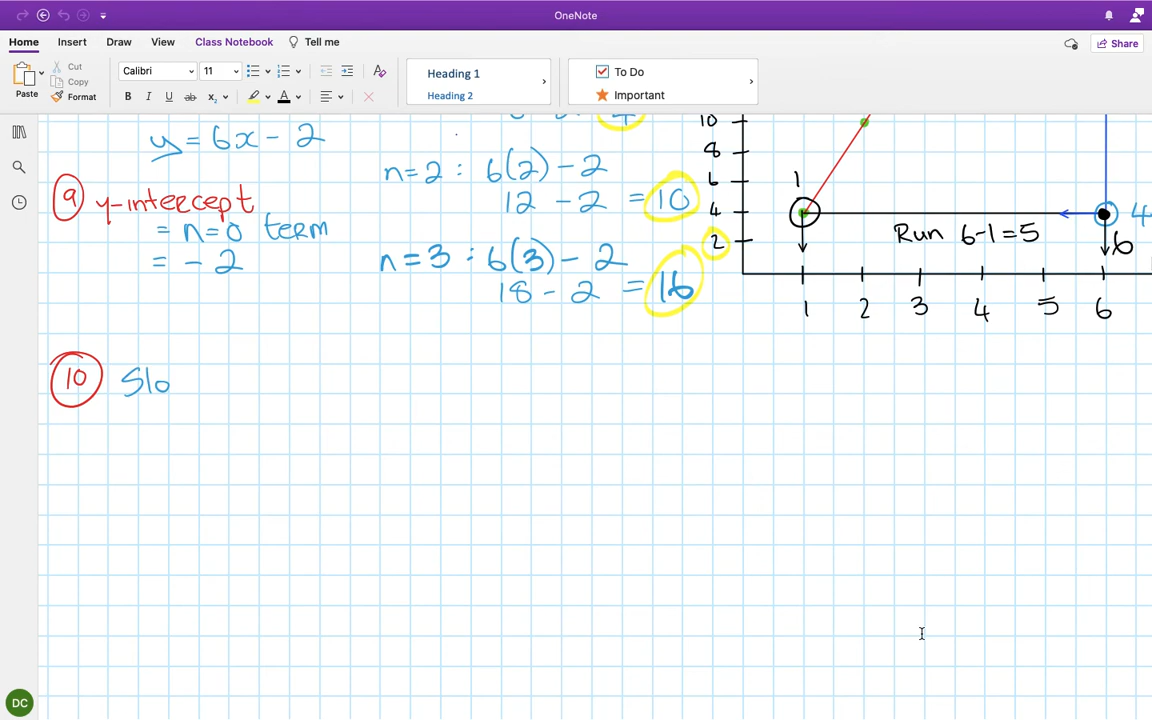 OneNote
Home Insert Draw View Class Notebook Tell me Share
Paste
Cut
Copy
Format
Calibri 11
B I U ab x₂ A
Heading 1
Heading 2
To Do
Important
y = 6x - 2
9 y-intercept
= n=0 term
= - 2
n=2 : 6(2) - 2
12 - 2 = 10
n=3 : 6(3) - 2
18 - 2 = 16
10
8
6
4
2
1
Run 6-1=5
4
6
1 2 3 4 5 6
10 Slo
DC